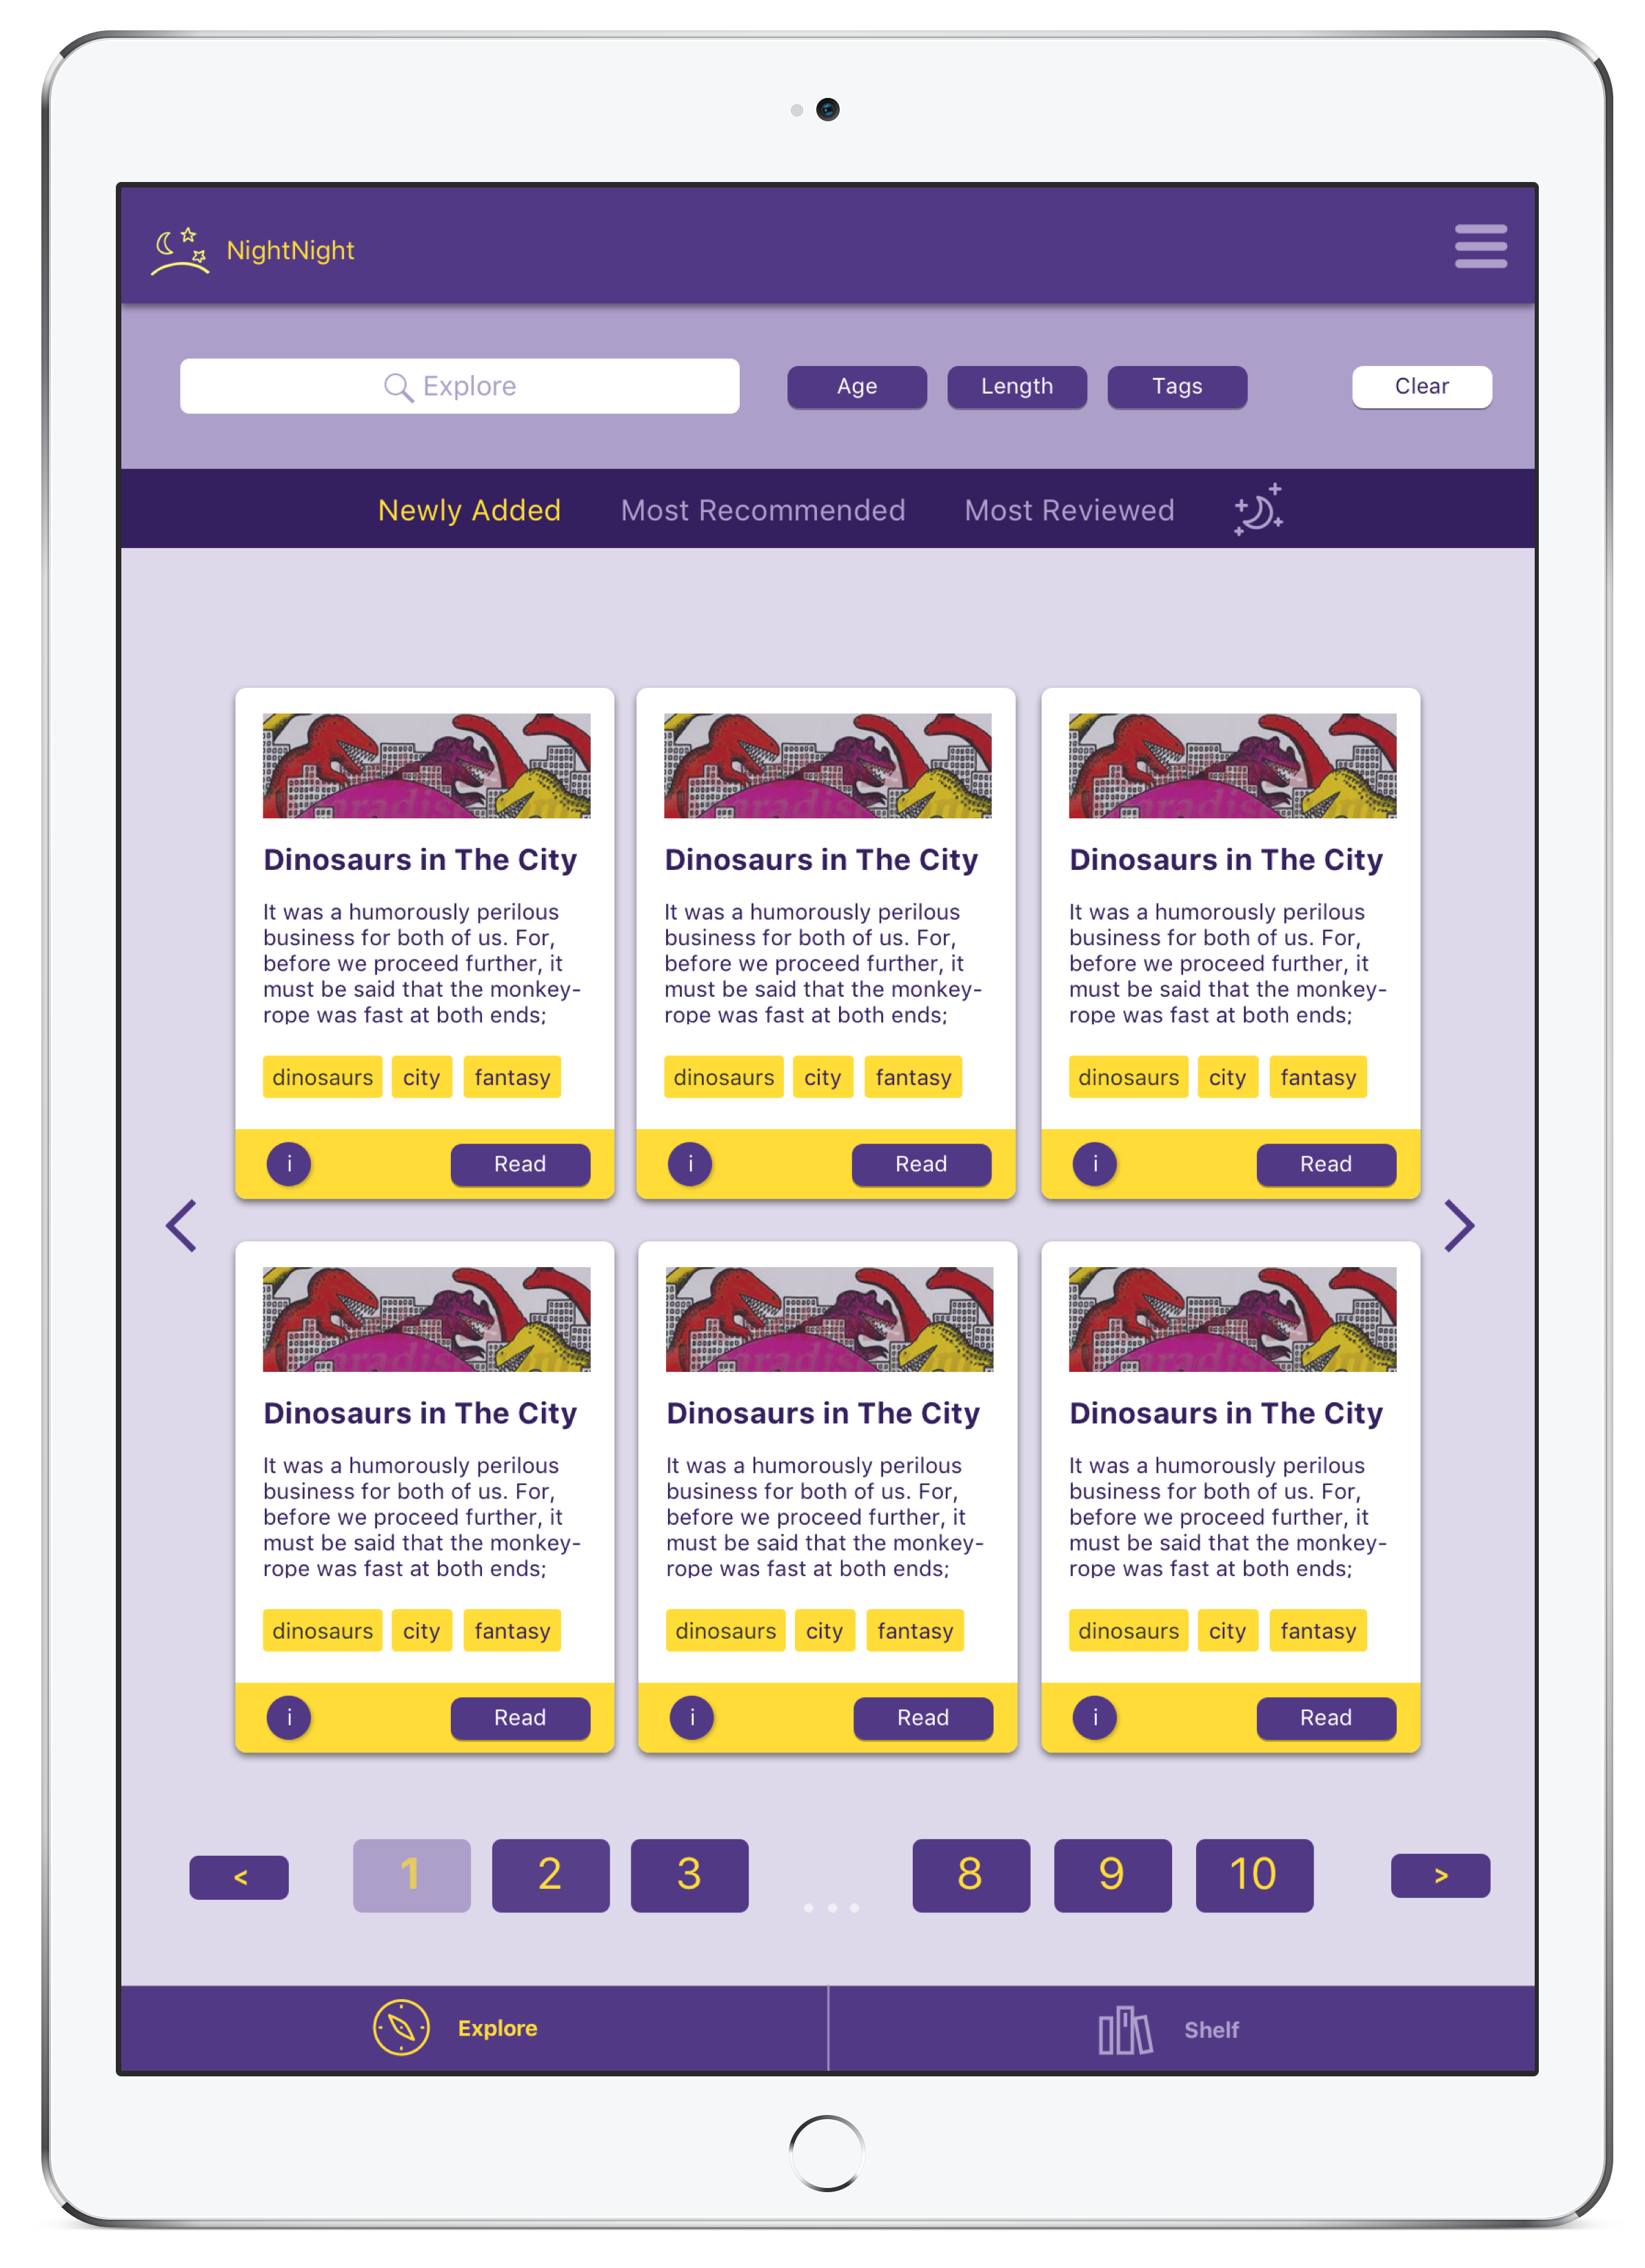 NightNight
Explore
Age
Length
Tags
Clear
Newly Added
Most Recommended
Most Reviewed
Dinosaurs in The City
It was a humorously perilous
business for both of us. For,
before we proceed further, it
must be said that the monkey-
rope was fast at both ends;
dinosaurs city fantasy
i
Read
Dinosaurs in The City
It was a humorously perilous
business for both of us. For,
before we proceed further, it
must be said that the monkey-
rope was fast at both ends;
dinosaurs city fantasy
i
Read
Dinosaurs in The City
It was a humorously perilous
business for both of us. For,
before we proceed further, it
must be said that the monkey-
rope was fast at both ends;
dinosaurs city fantasy
i
Read
Dinosaurs in The City
It was a humorously perilous
business for both of us. For,
before we proceed further, it
must be said that the monkey-
rope was fast at both ends;
dinosaurs city fantasy
i
Read
Dinosaurs in The City
It was a humorously perilous
business for both of us. For,
before we proceed further, it
must be said that the monkey-
rope was fast at both ends;
dinosaurs city fantasy
i
Read
Dinosaurs in The City
It was a humorously perilous
business for both of us. For,
before we proceed further, it
must be said that the monkey-
rope was fast at both ends;
dinosaurs city fantasy
i
Read
< 1 2 3 ... 8 9 10 >
Explore
Shelf